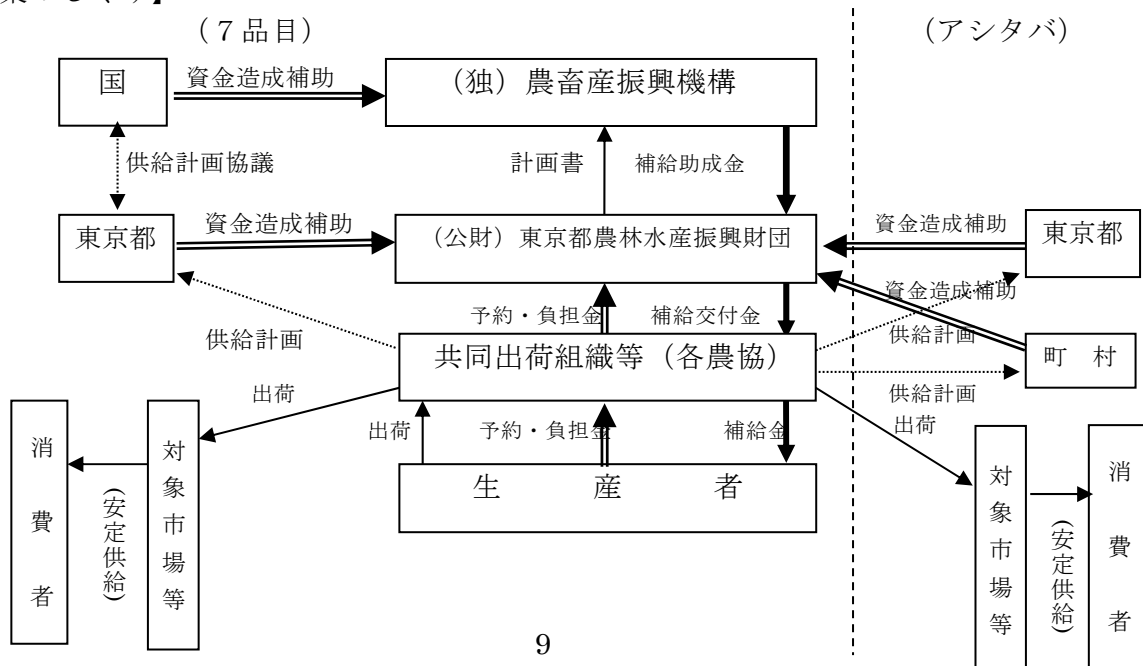 (７品目)
(アシタバ)
国
資金造成補助
(独) 農畜産振興機構
供給計画協議
計画書
補給助成金
東京都
資金造成補助
(公財) 東京都農林水産振興財団
資金造成補助
東京都
資金造成補助
予約・負担金
補給交付金
供給計画
供給計画
共同出荷組織等 (各農協)
町　村
供給計画
出荷
出荷
出荷
予約・負担金
補給金
生　産　者
消費者
(安定供給)
対象市場等
対象市場等
(安定供給)
消費者
9